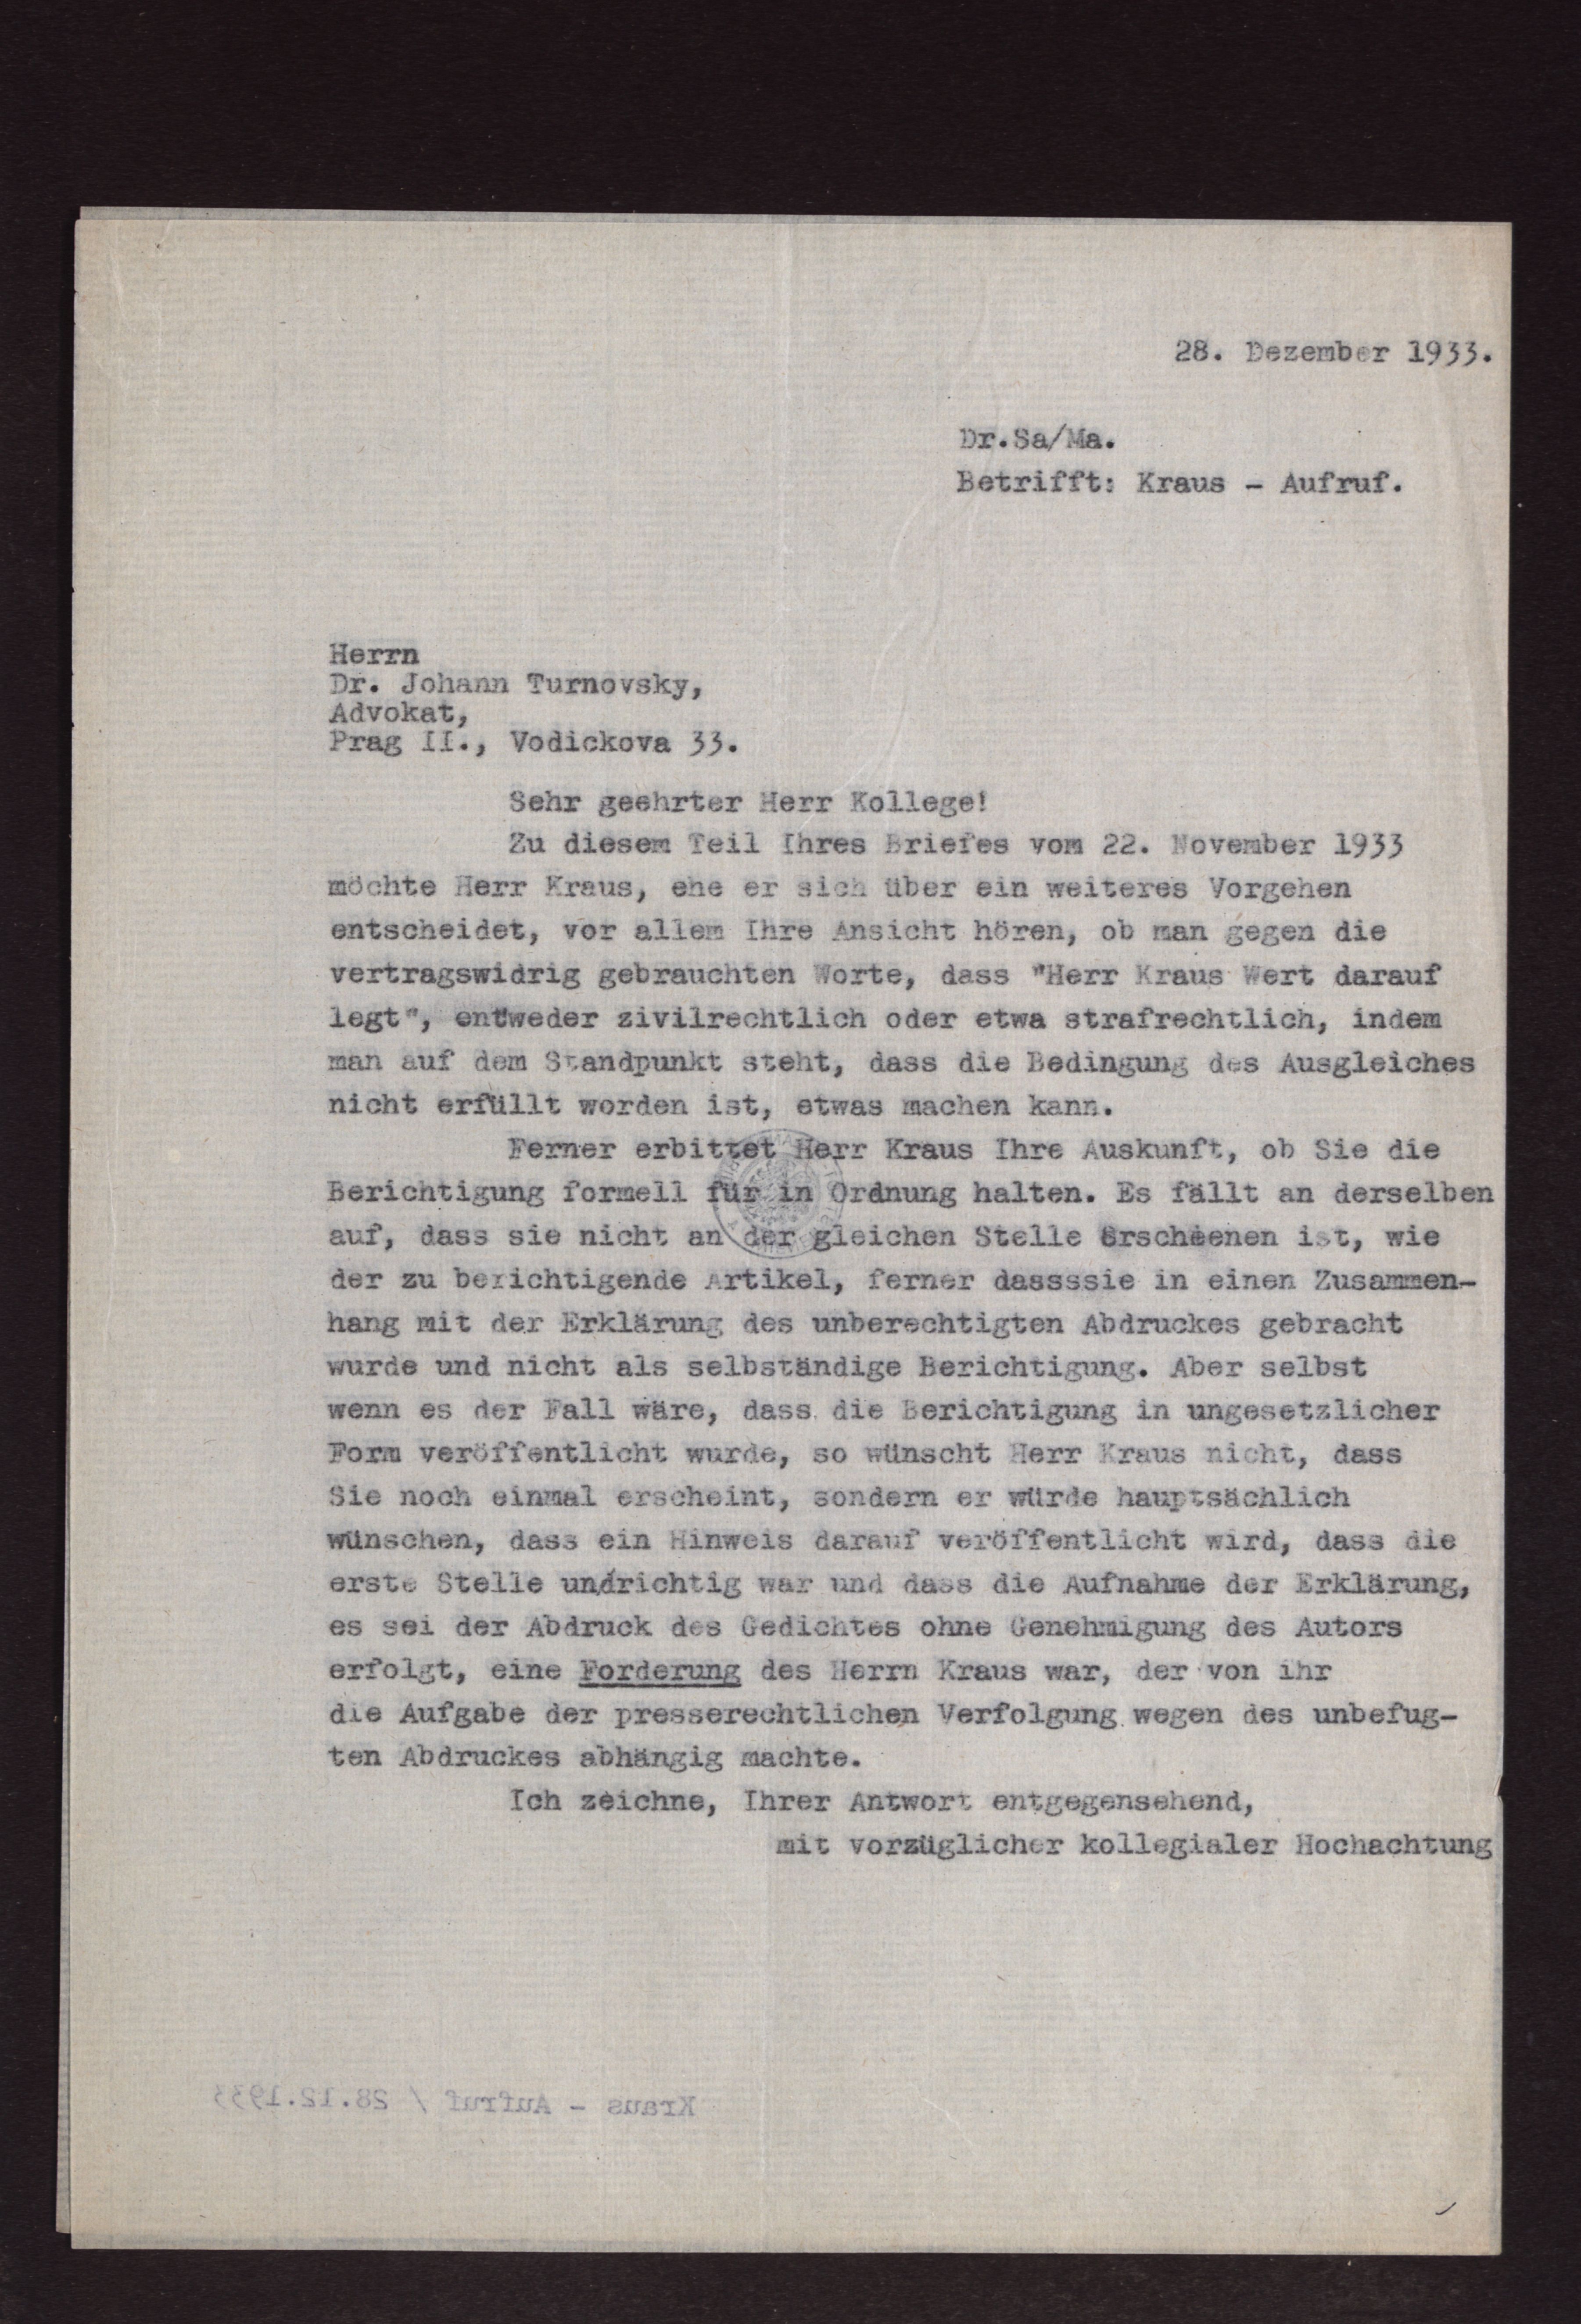 28. Dezember 1933.
Dr.Sa/Ma.
Betrifft: Kraus - Aufruf.
Herrn
Dr. Johann Turnovsky,
Advokat,
Prag II., Vodickova 33.
Sehr geehrter Herr Kollege!
Zu diesem Teil Ihres Briefes vom 22. November 1933
möchte Herr Kraus, ehe er sich über ein weiteres Vorgehen
entscheidet, vor allem Ihre Ansicht hören, ob man gegen die
vertragswidrig gebrauchten Worte, dass "Herr Kraus Wert darauf
legt", entweder zivilrechtlich oder etwa strafrechtlich, indem
man auf dem Standpunkt steht, dass die Bedingung des Ausgleiches
nicht erfüllt worden ist, etwas machen kann.
Ferner erbittet Herr Kraus Ihre Auskunft, ob Sie die
Berichtigung formell für in Ordnung halten. Es fällt an derselben
auf, dass sie nicht an der gleichen Stelle erschienen ist, wie
der zu berichtigende Artikel, ferner dassssie in einen Zusammen-
hang mit der Erklärung des unberechtigten Abdruckes gebracht
wurde und nicht als selbständige Berichtigung. Aber selbst
wenn es der Fall wäre, dass die Berichtigung in ungesetzlicher
Form veröffentlicht wurde, so wünscht Herr Kraus nicht, dass
Sie noch einmal erscheint, sondern er würde hauptsächlich
wünschen, dass ein Hinweis darauf veröffentlicht wird, dass die
erste Stelle unrichtig war und dass die Aufnahme der Erklärung,
es sei der Abdruck des Gedichtes ohne Genehmigung des Autors
erfolgt, eine Forderung des Herrn Kraus war, der von ihr
die Aufgabe der presserechtlichen Verfolgung wegen des unbefug-
ten Abdruckes abhängig machte.
Ich zeichne, Ihrer Antwort entgegensehend,
mit vorzüglicher kollegialer Hochachtung
Kraus - Aufruf / 28.12.1933